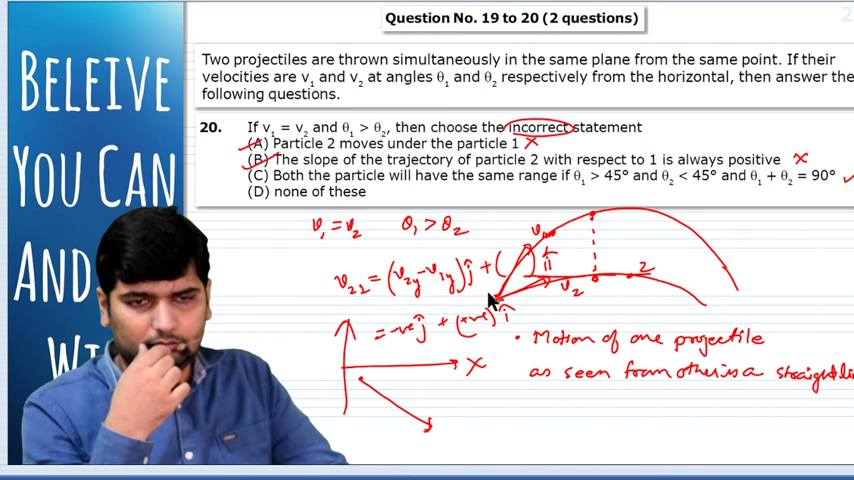 Question No. 19 to 20 (2 questions)
2
BELEIVE
YOU CAN
AND
WI
Two projectiles are thrown simultaneously in the same plane from the same point. If their
velocities are v₁ and v₂ at angles θ₁ and θ₂ respectively from the horizontal, then answer the
following questions.
20. If v₁ = v₂ and θ₁ > θ₂, then choose the incorrect statement
(A) Particle 2 moves under the particle 1 ×
(B) The slope of the trajectory of particle 2 with respect to 1 is always positive ×
(C) Both the particle will have the same range if θ₁ > 45° and θ₂ < 45° and θ₁ + θ₂ = 90° ✓
(D) none of these
v₁ = v₂ θ₁ > θ₂
v₂₁ = (v₂y - v₁y) ĵ + ( ) î
v₂
2
= -ve ĵ + (+ve) î
X
• Motion of one projectile
as seen from other is a